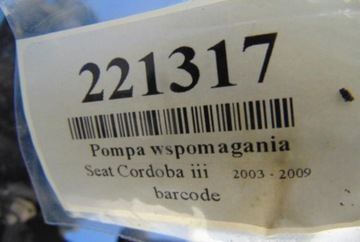 221317
Pompa wspomagania
Seat Cordoba iii 2003 - 2009
barcode